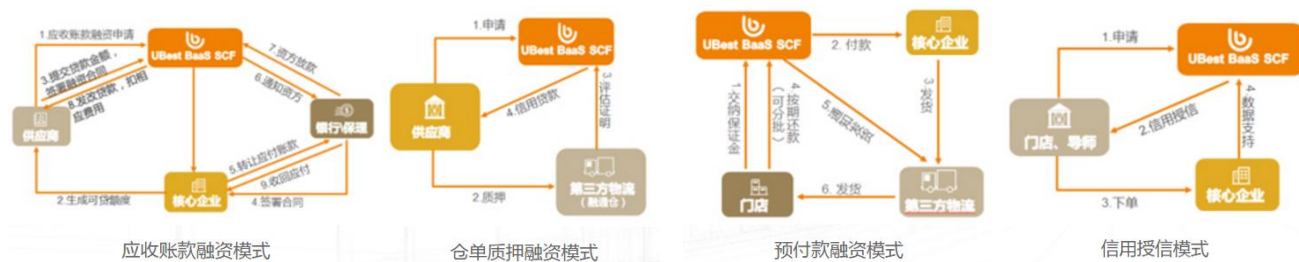 1.应收账款融资申请
UBest BaaS SCF
3.提交贷款金额，
签署融资合同
8.发改贷款，扣相
应费用
7.资方放款
6.通知资方
供应商
银行\保理
5.转让应付账款
9.收回应付
4.签署合同
2.生成可贷额度
核心企业
应收账款融资模式
1.申请
UBest BaaS SCF
3.评估证明
4.信用贷款
供应商
2.质押
第三方物流
（融通仓）
仓单质押融资模式
UBest BaaS SCF
2. 付款
核心企业
1.交纳保证金
4.按期还款
（可分批）
3.发货
门店
6. 发货
第三方物流
预付款融资模式
1.申请
UBest BaaS SCF
2.信用授信
4.数据支持
门店、导师
3.下单
核心企业
信用授信模式